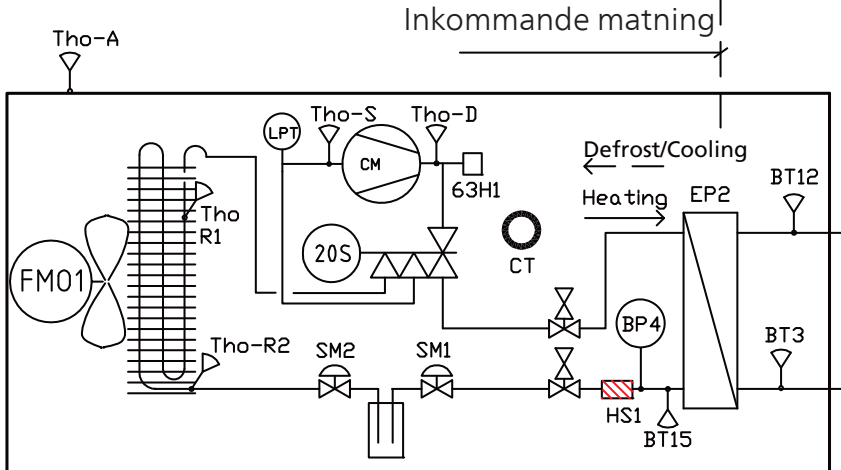 Inkommande matning
Tho-A
LPT
Tho-S
Tho-D
CM
63H1
Defrost/Cooling
Heating
EP2
BT12
Tho
R1
FM01
20S
CT
BP4
Tho-R2
SM2
SM1
HS1
BT15
BT3